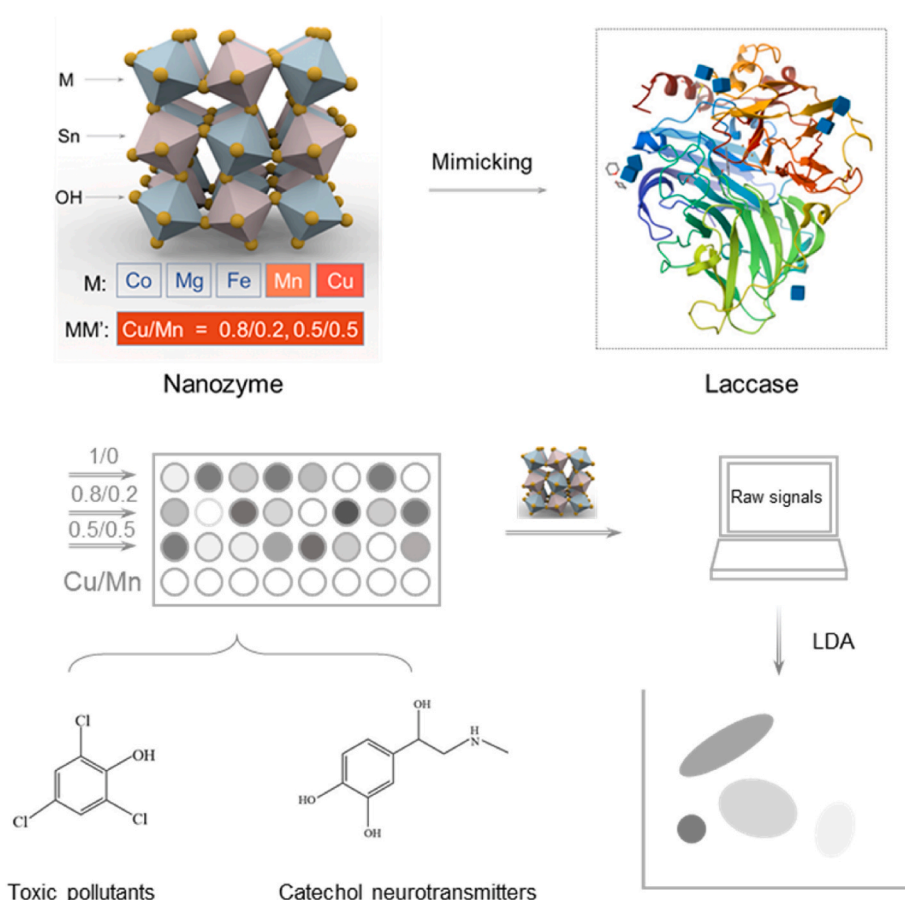 M
Sn
OH
M: Co Mg Fe Mn Cu
MM': Cu/Mn = 0.8/0.2, 0.5/0.5
Nanozyme
Mimicking
Laccase
1/0
0.8/0.2
0.5/0.5
Cu/Mn
Raw signals
LDA
Cl
OH
Cl
Cl
OH
H
N
HO
OH
Toxic pollutants
Catechol neurotransmitters